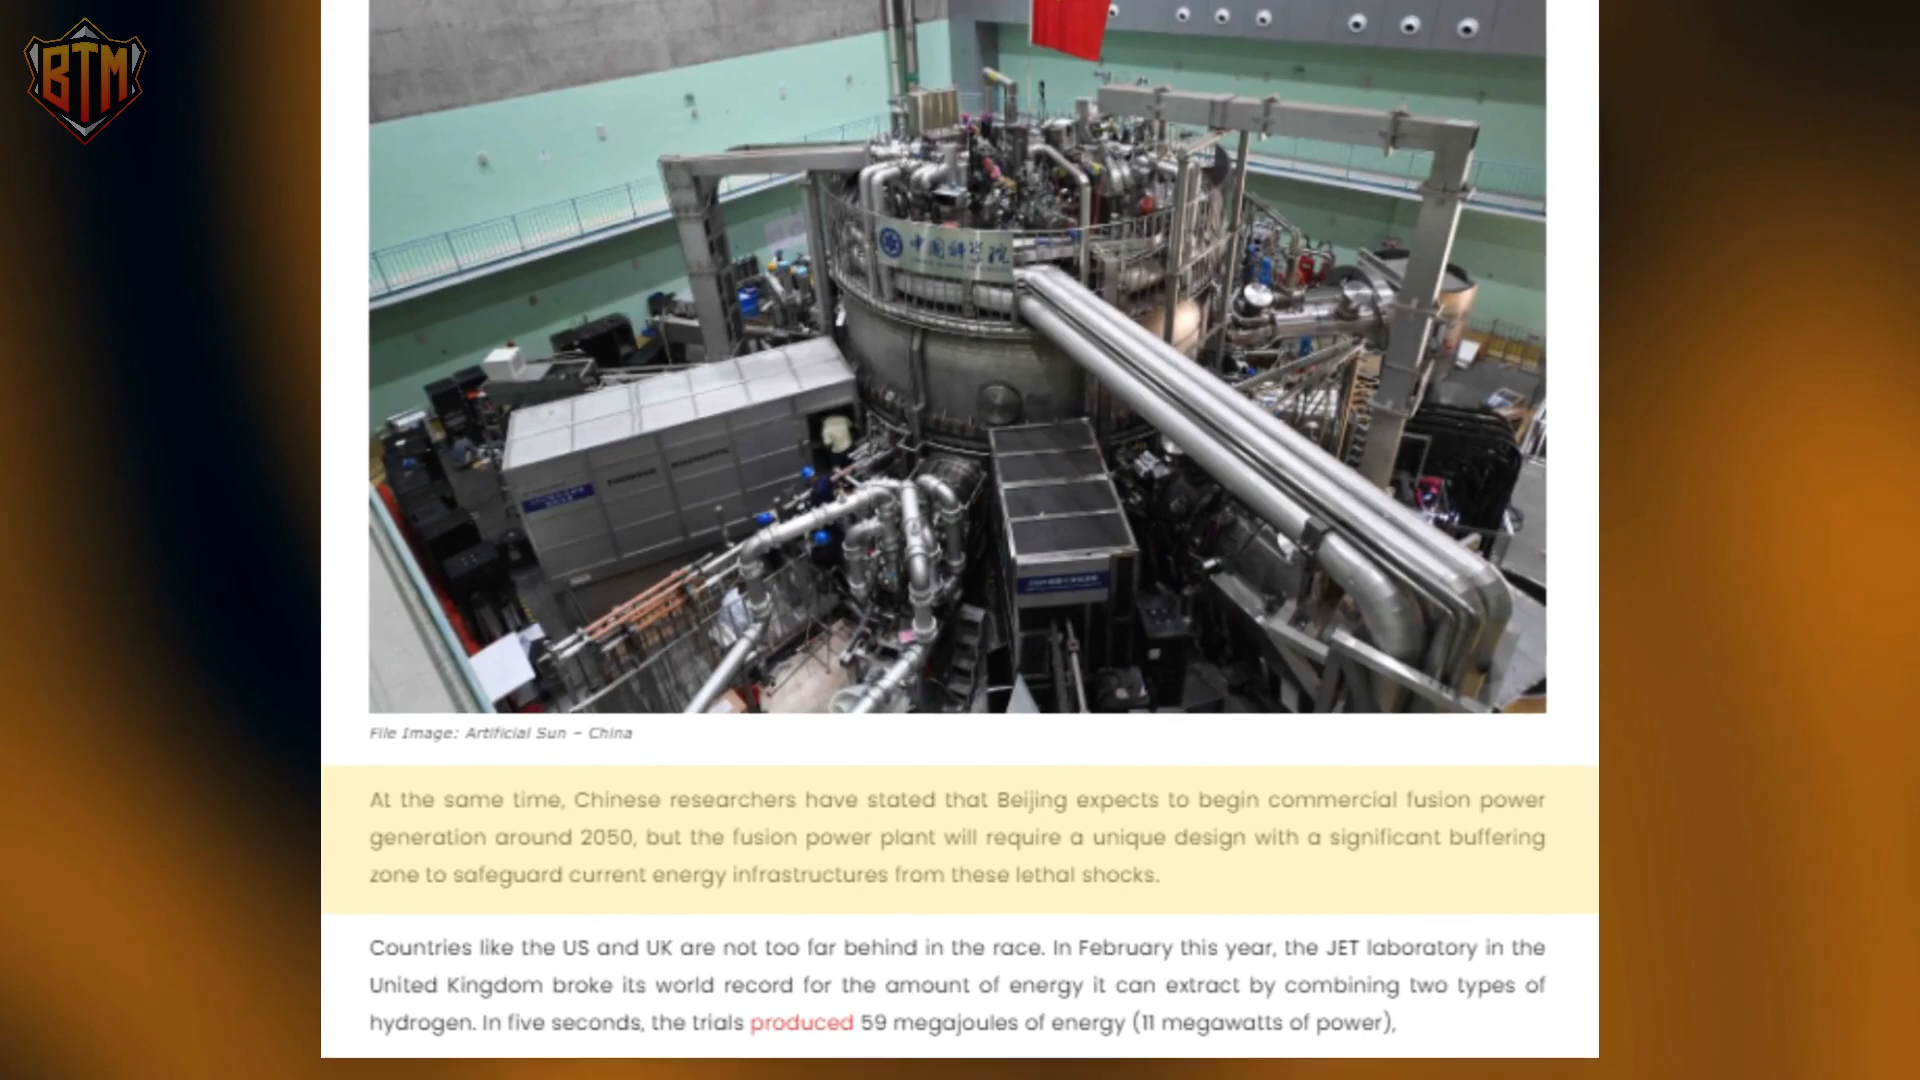 BTM
中国科学院
THOMSON DIAGNOSTIC
File Image: Artificial Sun – China
At the same time, Chinese researchers have stated that Beijing expects to begin commercial fusion power
generation around 2050, but the fusion power plant will require a unique design with a significant buffering
zone to safeguard current energy infrastructures from these lethal shocks.
Countries like the US and UK are not too far behind in the race. In February this year, the JET laboratory in the
United Kingdom broke its world record for the amount of energy it can extract by combining two types of
hydrogen. In five seconds, the trials produced 59 megajoules of energy (11 megawatts of power),